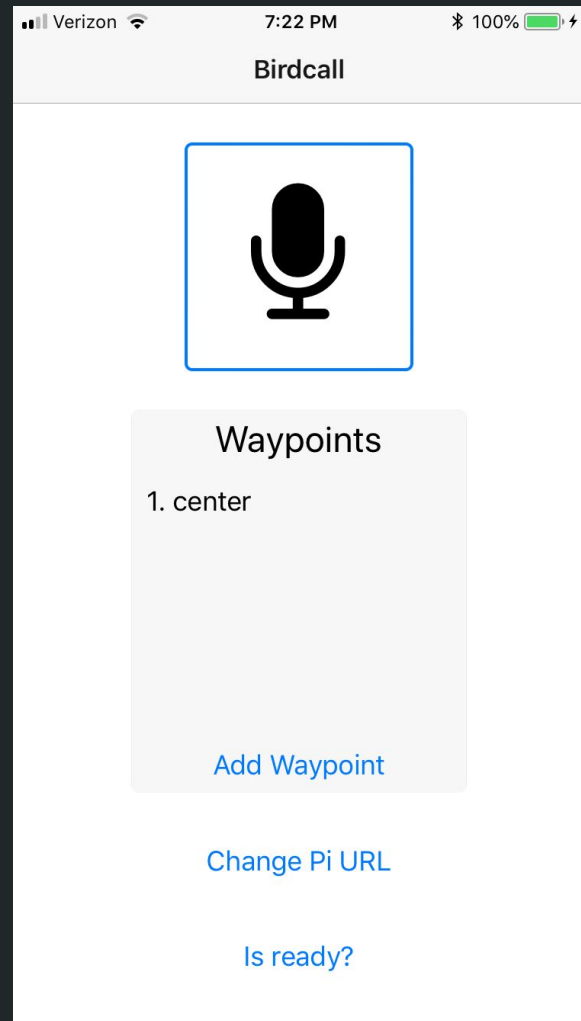 Verizon 7:22 PM 100%
Birdcall
Waypoints
1. center
Add Waypoint
Change Pi URL
Is ready?